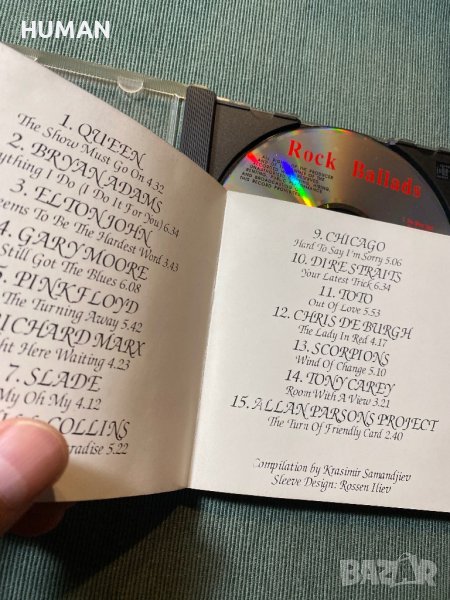 HUMAN
1. QUEEN
The Show Must Go On 4.32
2. BRYAN ADAMS
ything I Do (I Do It For You) 6.34
3. ELTON JOHN
eems To Be The Hardest Word 3.43
4. GARY MOORE
Still Got The Blues 6.08
5. PINK FLOYD
The Turning Away 5.42
RICHARD MARX
ght Here Waiting 4.23
7. SLADE
My Oh My 4.12
COLLINS
radise 5.22
Rock Ballads
9. CHICAGO
Hard To Say I'm Sorry 5.06
10. DIRE STRAITS
Your Latest Trick 6.34
11. TOTO
Out Of Love 5.53
12. CHRIS DE BURGH
The Lady In Red 4.17
13. SCORPIONS
Wind Of Change 5.10
14. TONY CAREY
Room With A View 3.21
15. ALLAN PARSONS PROJECT
The Turn Of Friendly Card 2.40
Compilation by Krasimir Samandjiev
Sleeve Design: Rossen Iliev
BAZAR